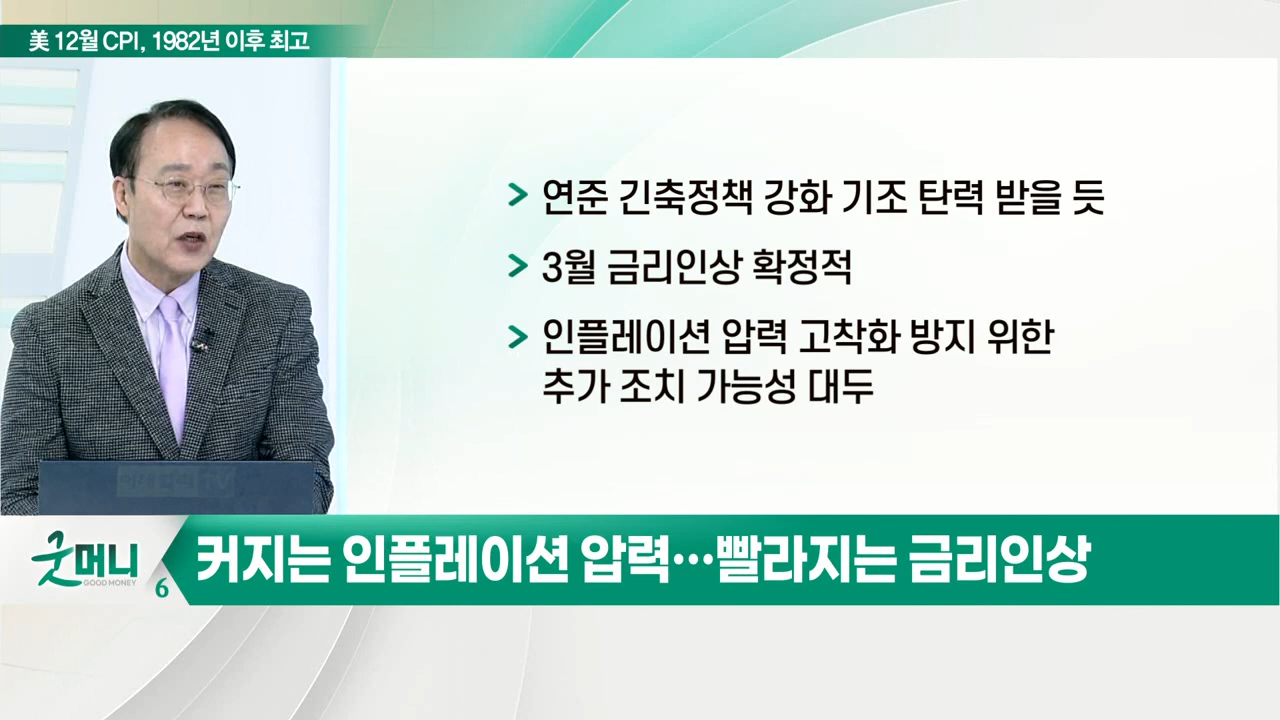 美 12월 CPI, 1982년 이후 최고
> 연준 긴축정책 강화 기조 탄력 받을 듯
> 3월 금리인상 확정적
> 인플레이션 압력 고착화 방지 위한
추가 조치 가능성 대두
굿머니
GOOD MONEY
6
커지는 인플레이션 압력…빨라지는 금리인상